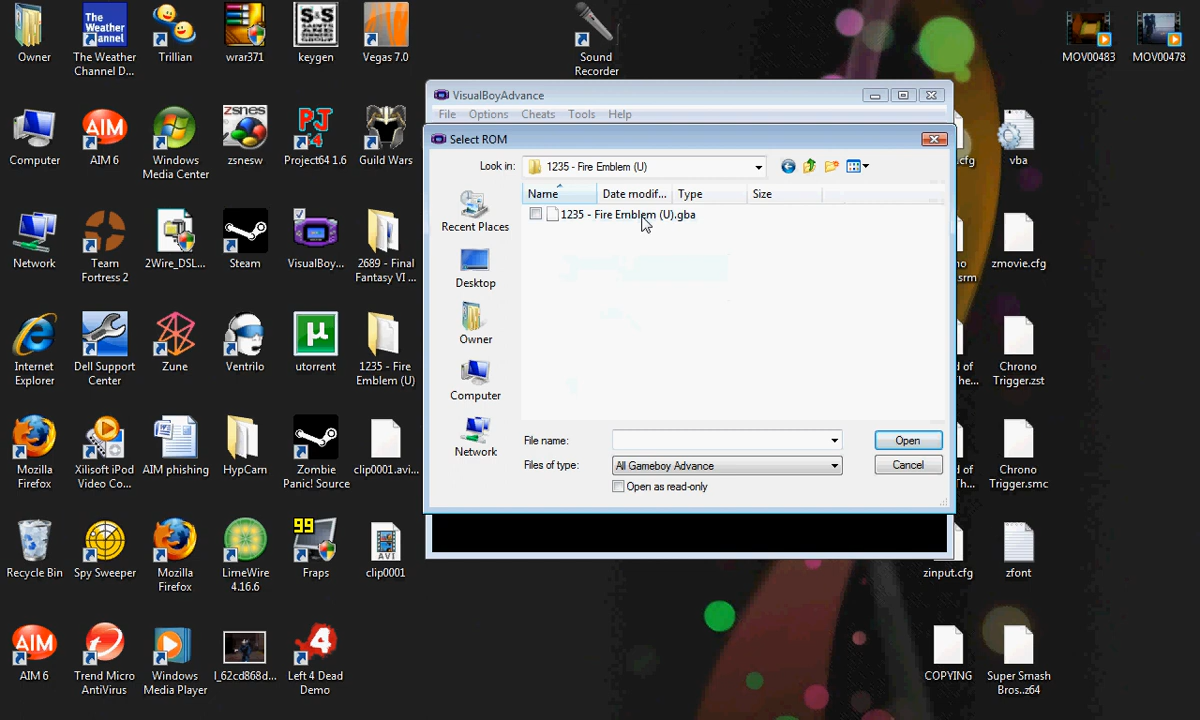 Owner
The Weather
Channel D...
Trillian
wrar371
keygen
Vegas 7.0
Sound
Recorder
MOV00483
MOV00478
Computer
AIM 6
Windows
Media Center
zsnesw
Project64 1.6
Guild Wars
Network
Team
Fortress 2
2Wire_DSL...
Steam
VisualBoy...
2689 - Final
Fantasy VI ...
Internet
Explorer
Dell Support
Center
Zune
Ventrilo
utorrent
1235 - Fire
Emblem (U)
Mozilla
Firefox
Xilisoft iPod
Video Co...
AIM phishing
HypCam
Zombie
Panic! Source
clip0001.avi...
Recycle Bin
Spy Sweeper
Mozilla
Firefox
LimeWire
4.16.6
Fraps
clip0001
AIM 6
Trend Micro
AntiVirus
Windows
Media Player
l_62cd868d...
Left 4 Dead
Demo
VisualBoyAdvance
File Options Cheats Tools Help
Select ROM
Look in: 1235 - Fire Emblem (U)
Name Date modif... Type Size
1235 - Fire Emblem (U).gba
Recent Places
Desktop
Owner
Computer
Network
File name:
Open
Files of type: All Gameboy Advance
Cancel
Open as read-only
.cfg
vba
srm
zmovie.cfg
d of
he...
Chrono
Trigger.zst
d of
Th...
Chrono
Trigger.smc
zinput.cfg
zfont
COPYING
Super Smash
Bros..z64